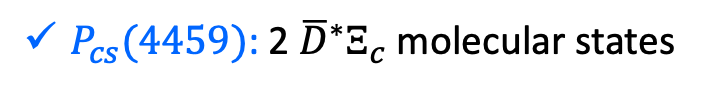 ✓ P_cs(4459): 2 D̅*Ξ_c molecular states